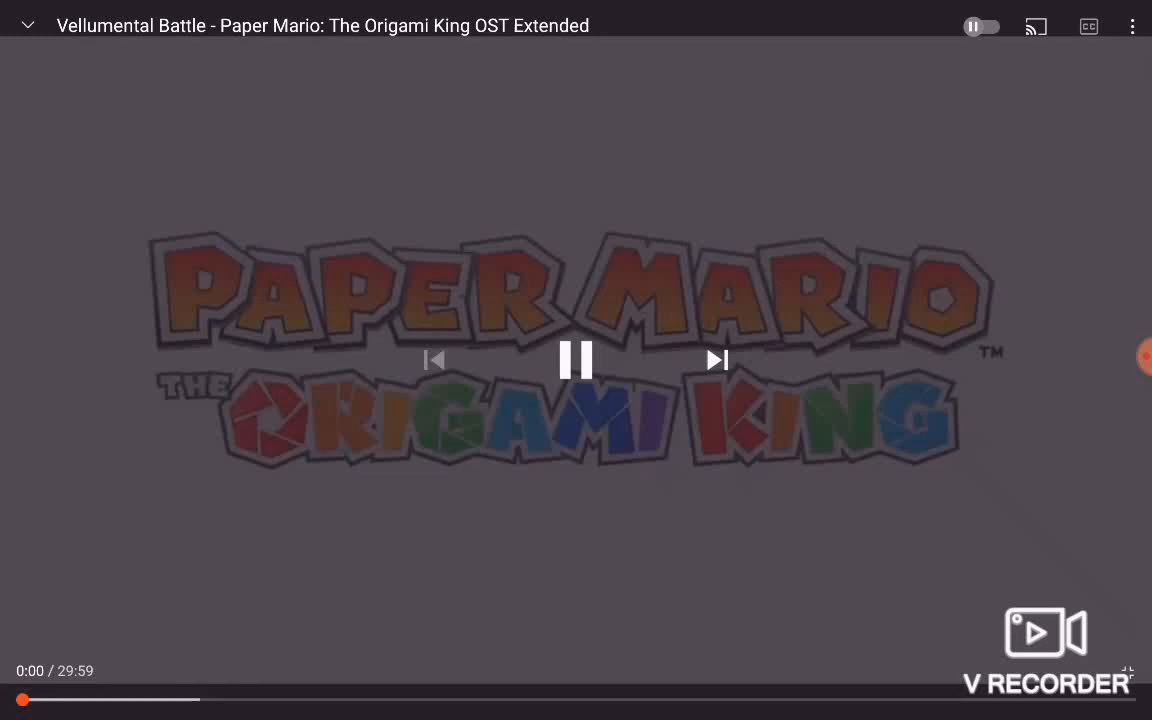 Vellumental Battle - Paper Mario: The Origami King OST Extended
CC
PAPER MARIO
TM
THE
ORIGAMI KING
0:00 / 29:59
V RECORDER